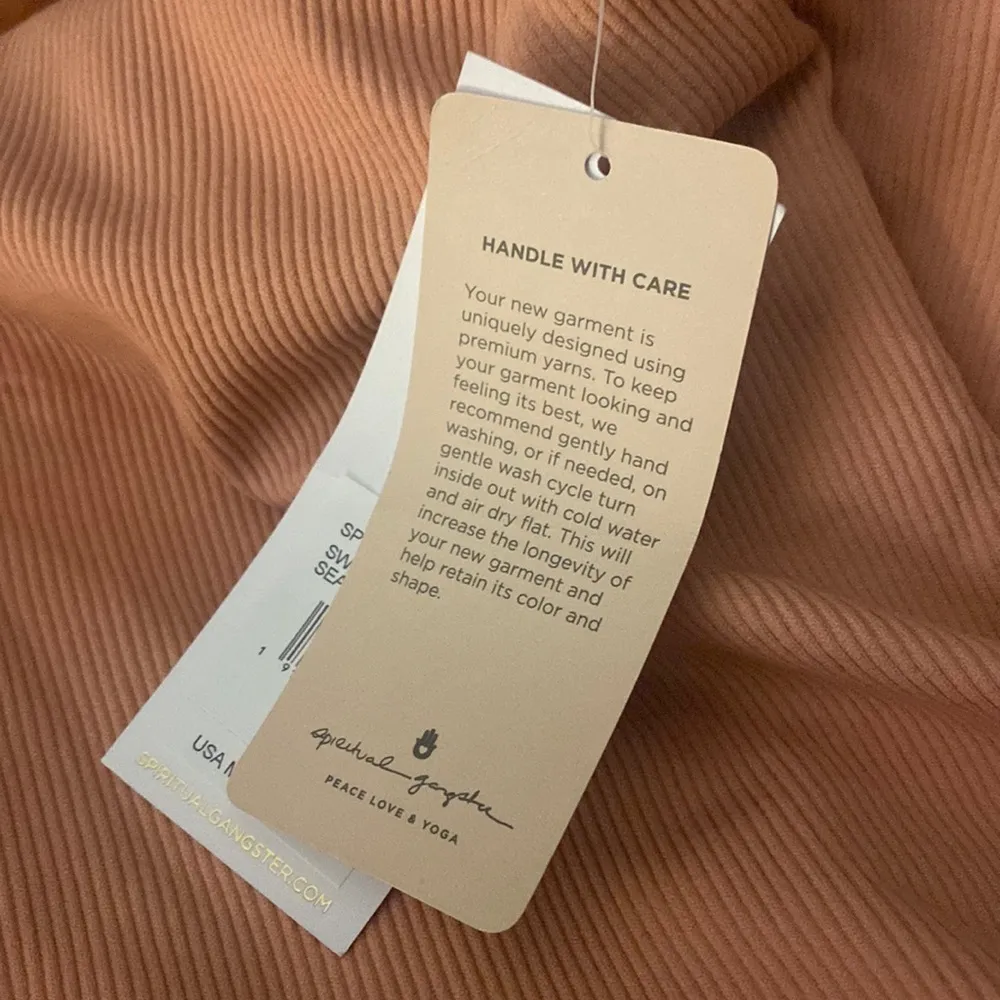 HANDLE WITH CARE
Your new garment is
uniquely designed using
premium yarns. To keep
your garment looking and
feeling its best, we
recommend gently hand
washing, or if needed, on
gentle wash cycle turn
inside out with cold water
and air dry flat. This will
increase the longevity of
your new garment and
help retain its color and
shape.
spiritual gangster
PEACE LOVE & YOGA
SP
SW
SEA
1
9
USA
SPIRITUALGANGSTER.COM